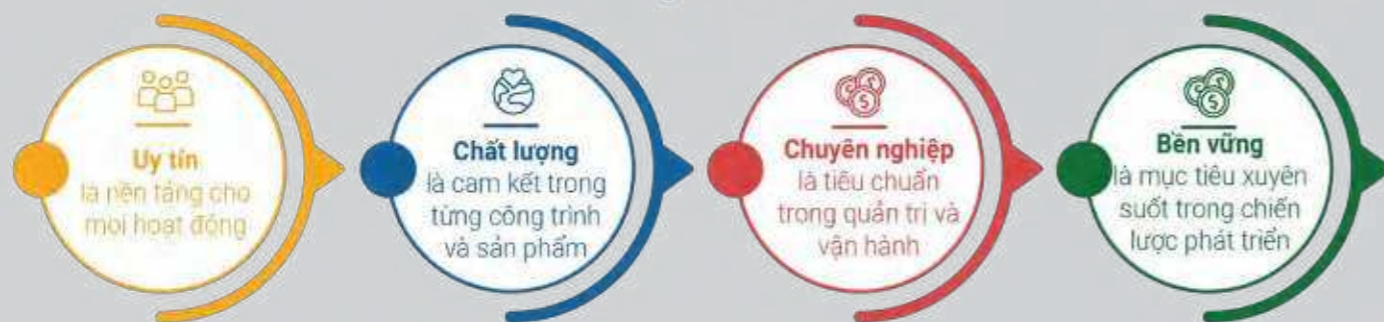 Uy tín
là nền tảng cho
mọi hoạt động
Chất lượng
là cam kết trong
từng công trình
và sản phẩm
Chuyên nghiệp
là tiêu chuẩn
trong quản trị và
vận hành
Bền vững
là mục tiêu xuyên
suốt trong chiến
lược phát triển